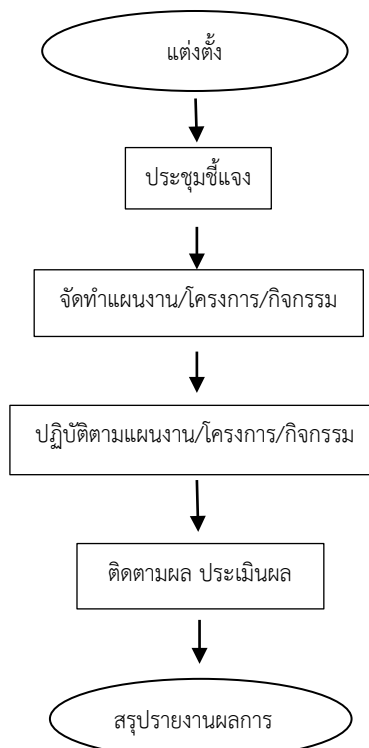 แต่งตั้ง
ประชุมชี้แจง
จัดทำแผนงาน/โครงการ/กิจกรรม
ปฏิบัติตามแผนงาน/โครงการ/กิจกรรม
ติดตามผล ประเมินผล
สรุปรายงานผลการ